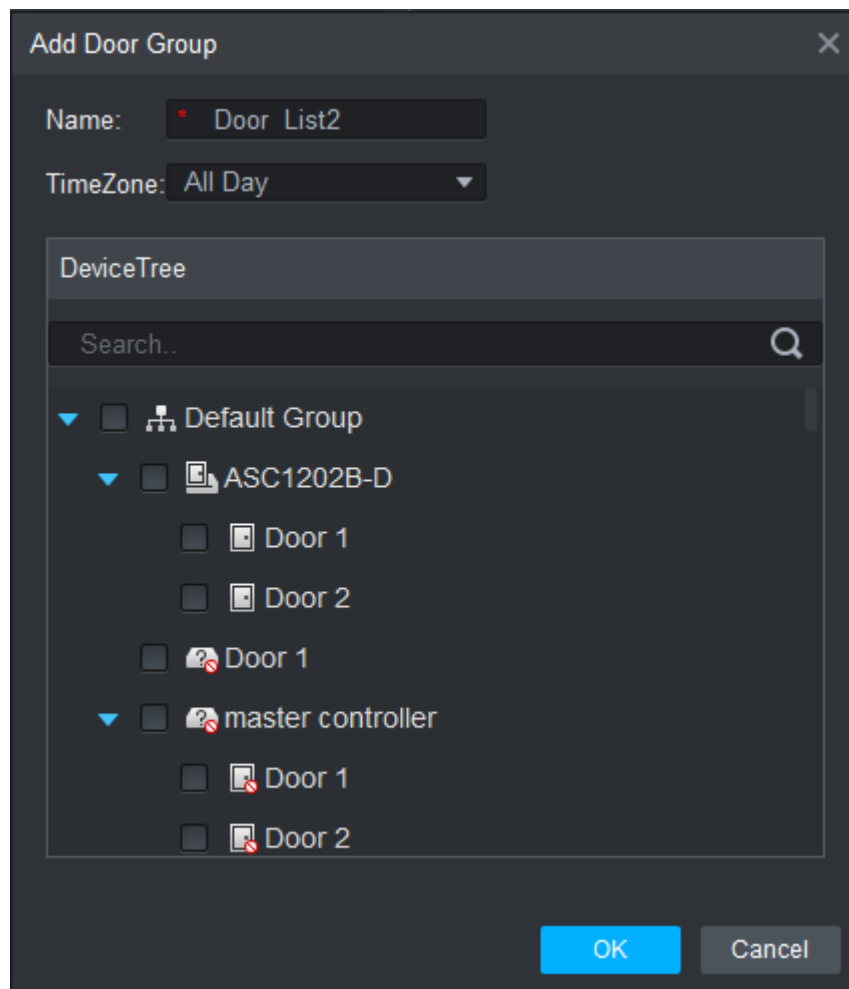 Add Door Group
Name: * Door List2
TimeZone: All Day
DeviceTree
Search..
Default Group
ASC1202B-D
Door 1
Door 2
Door 1
master controller
Door 1
Door 2
OK Cancel